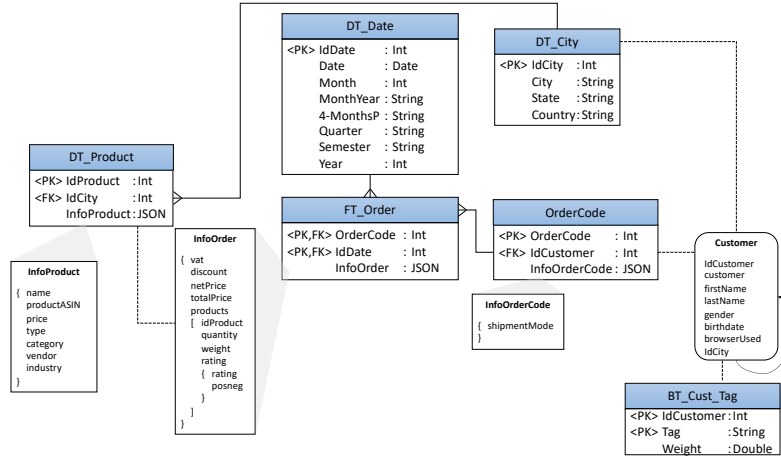 DT_Date
<PK> IdDate : Int
Date : Date
Month : Int
MonthYear : String
4-MonthsP : String
Quarter : String
Semester : String
Year : Int
DT_City
<PK> IdCity : Int
City : String
State : String
Country : String
DT_Product
<PK> IdProduct : Int
<FK> IdCity : Int
InfoProduct : JSON
FT_Order
<PK,FK> OrderCode : Int
<PK,FK> IdDate : Int
InfoOrder : JSON
OrderCode
<PK> OrderCode : Int
<FK> IdCustomer : Int
InfoOrderCode : JSON
InfoProduct
{ name
productASIN
price
type
category
vendor
industry
}
InfoOrder
{ vat
discount
netPrice
totalPrice
products
[ idProduct
quantity
weight
rating
{ rating
posneg
}
]
}
InfoOrderCode
{ shipmentMode
}
Customer
IdCustomer
customer
firstName
lastName
gender
birthdate
browserUsed
IdCity
BT_Cust_Tag
<PK> IdCustomer : Int
<PK> Tag : String
Weight : Double